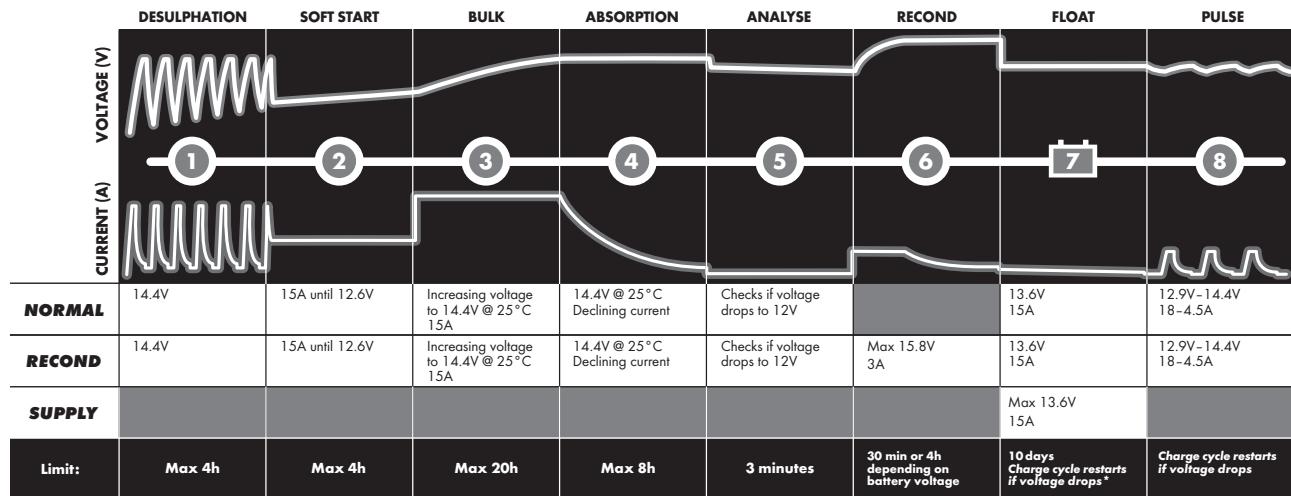 DESULPHATION SOFT START BULK ABSORPTION ANALYSE RECOND FLOAT PULSE
VOLTAGE (V)
1 2 3 4 5 6 7 8
CURRENT (A)
NORMAL
14.4V
15A until 12.6V
Increasing voltage
to 14.4V @ 25°C
15A
14.4V @ 25°C
Declining current
Checks if voltage
drops to 12V
13.6V
15A
12.9V–14.4V
18–4.5A
RECOND
14.4V
15A until 12.6V
Increasing voltage
to 14.4V @ 25°C
15A
14.4V @ 25°C
Declining current
Checks if voltage
drops to 12V
Max 15.8V
3A
13.6V
15A
12.9V–14.4V
18–4.5A
SUPPLY
Max 13.6V
15A
Limit:
Max 4h
Max 4h
Max 20h
Max 8h
3 minutes
30 min or 4h
depending on
battery voltage
10 days
Charge cycle restarts
if voltage drops*
Charge cycle restarts
if voltage drops